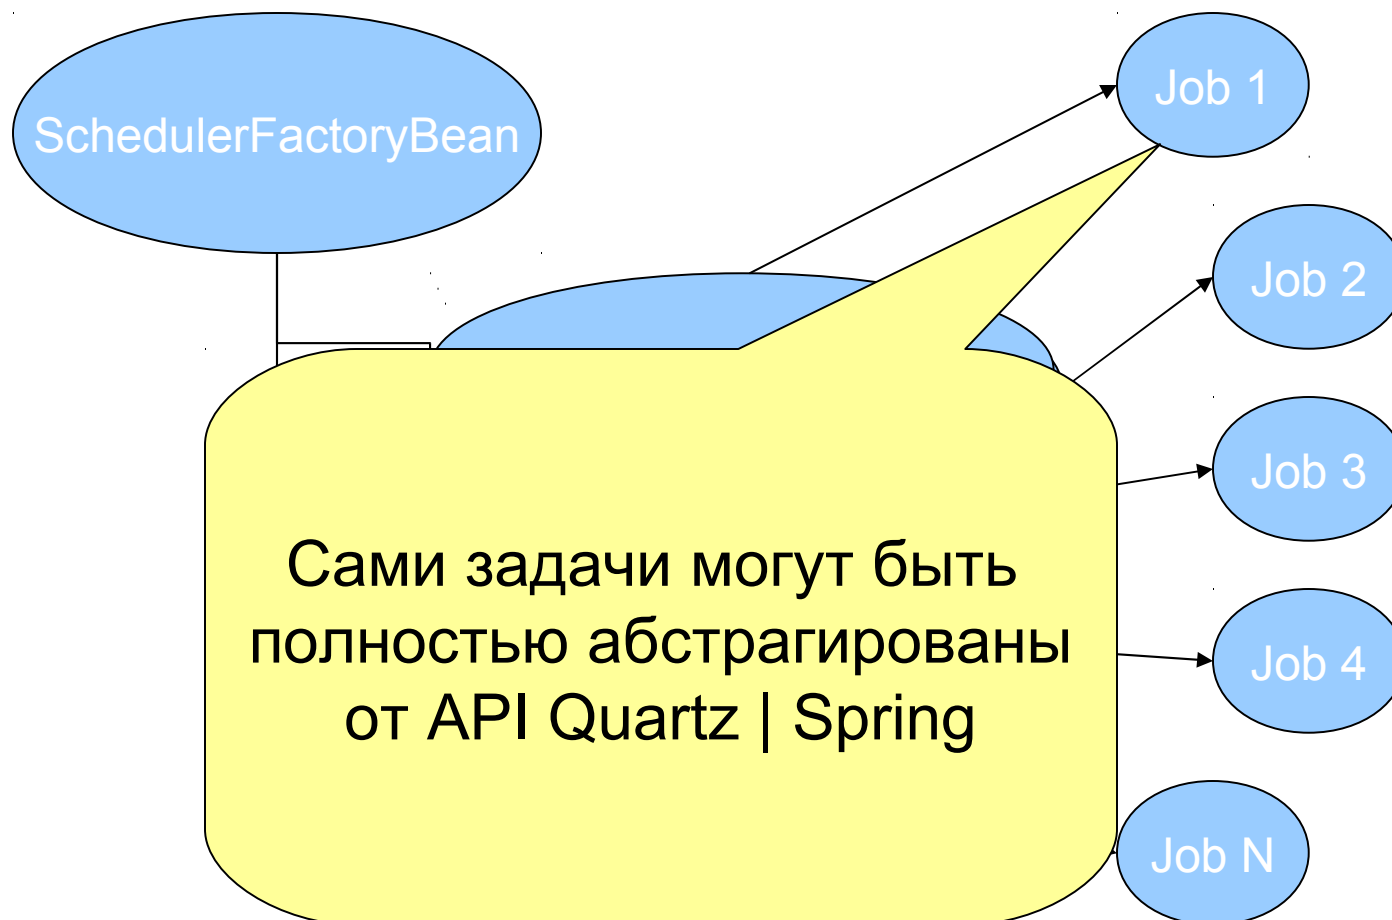 SchedulerFactoryBean
Job 1
Job 2
Job 3
Сами задачи могут быть
полностью абстрагированы
от API Quartz | Spring
Job 4
Job N